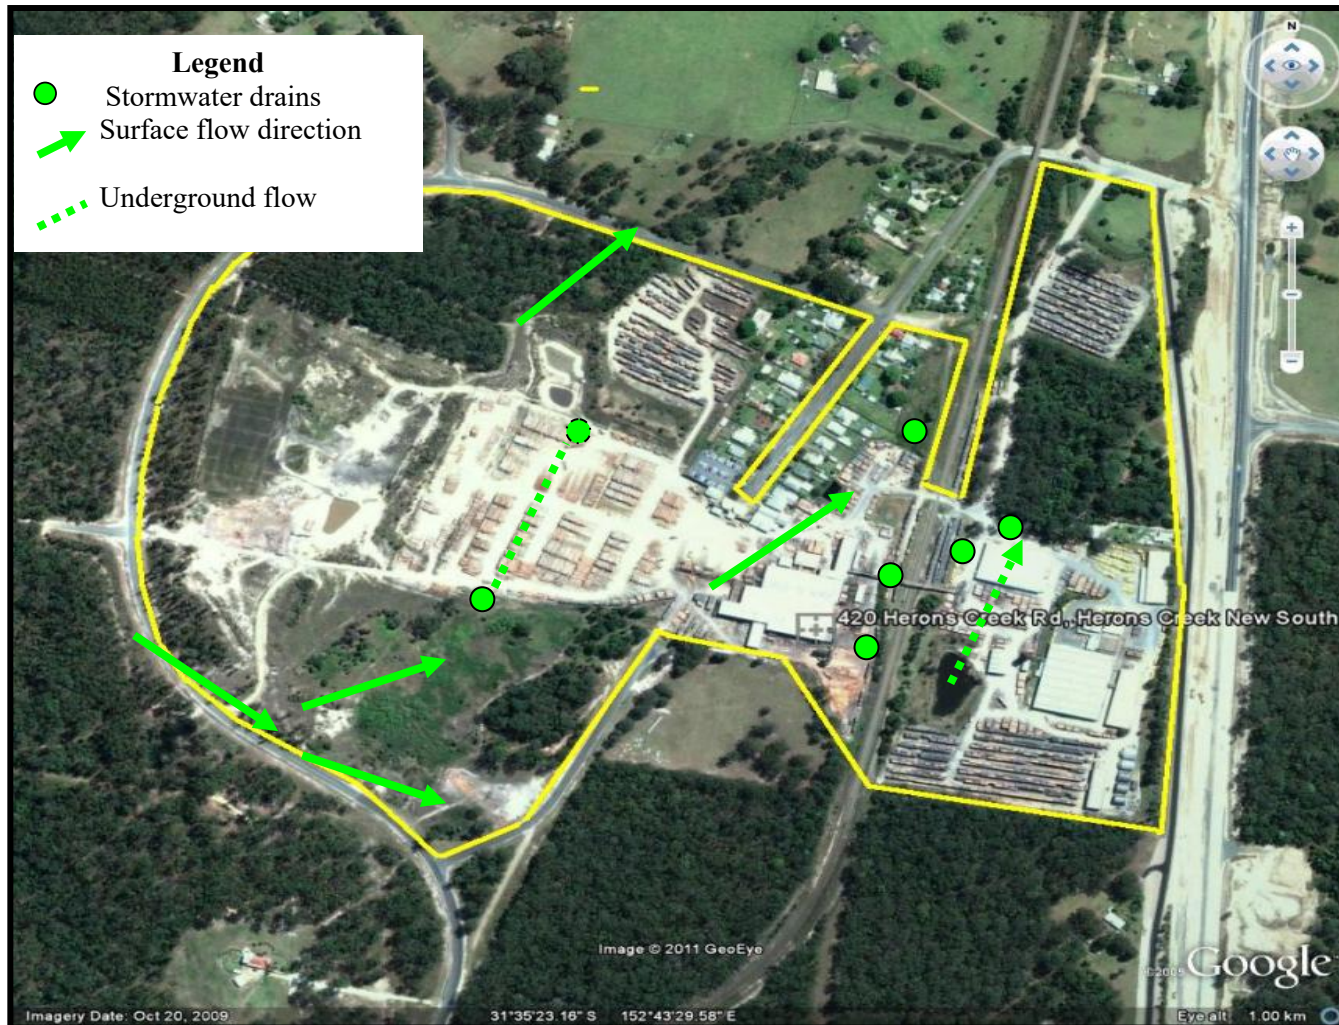 Legend
Stormwater drains
Surface flow direction
Underground flow
N
420 Herons Creek Rd,, Herons Creek New South
Image © 2011 GeoEye
©2009 Google
Imagery Date: Oct 20, 2009
31°35'23.16" S 152°43'29.58" E
Eye alt 1.00 km